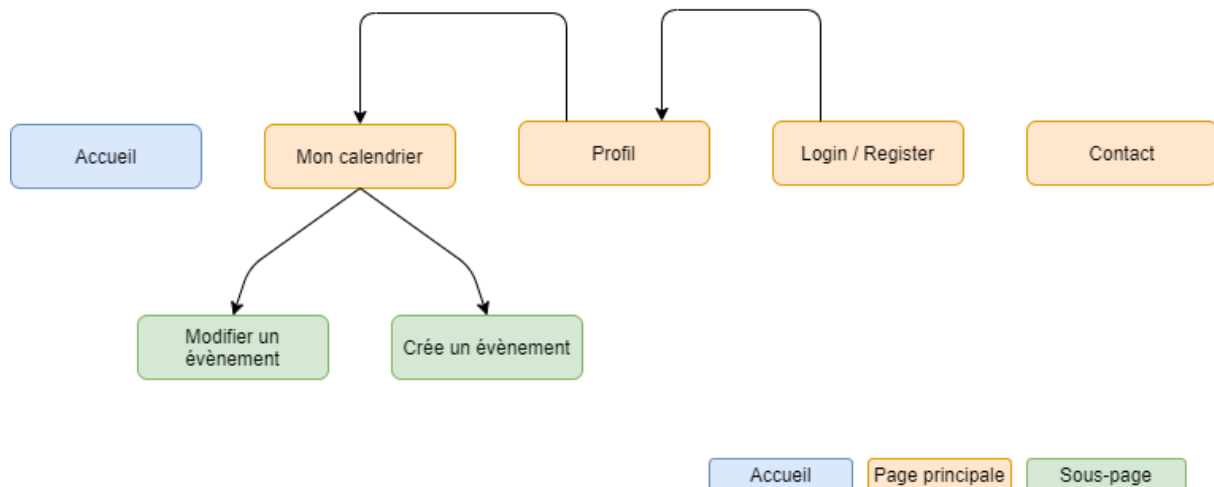 Accueil
Mon calendrier
Profil
Login / Register
Contact
Modifier un
évènement
Crée un évènement
Accueil
Page principale
Sous-page